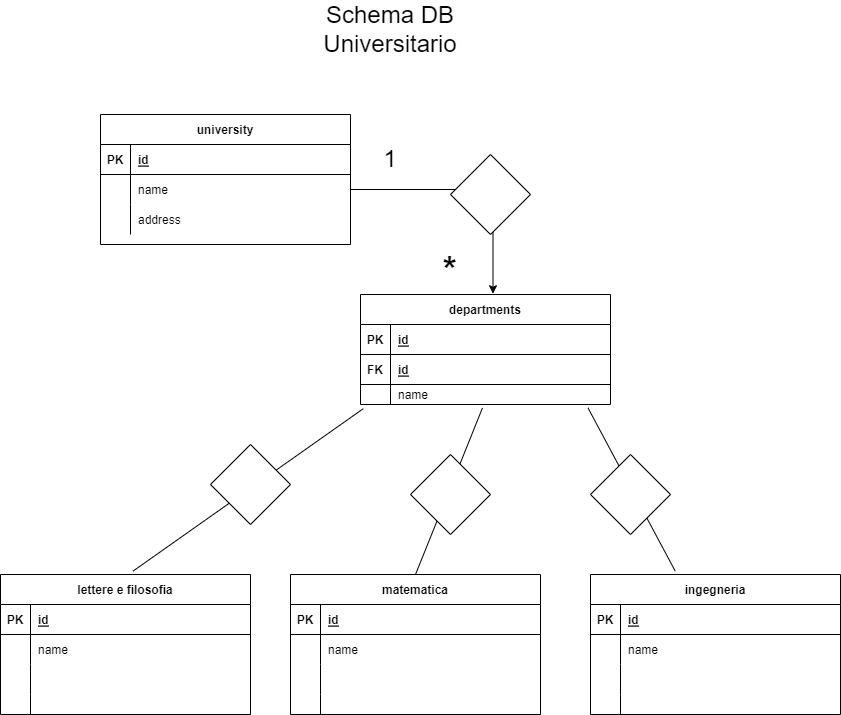 Schema DB
Universitario
university
PK id
name
address
1
*
departments
PK id
FK id
name
lettere e filosofia
PK id
name
matematica
PK id
name
ingegneria
PK id
name